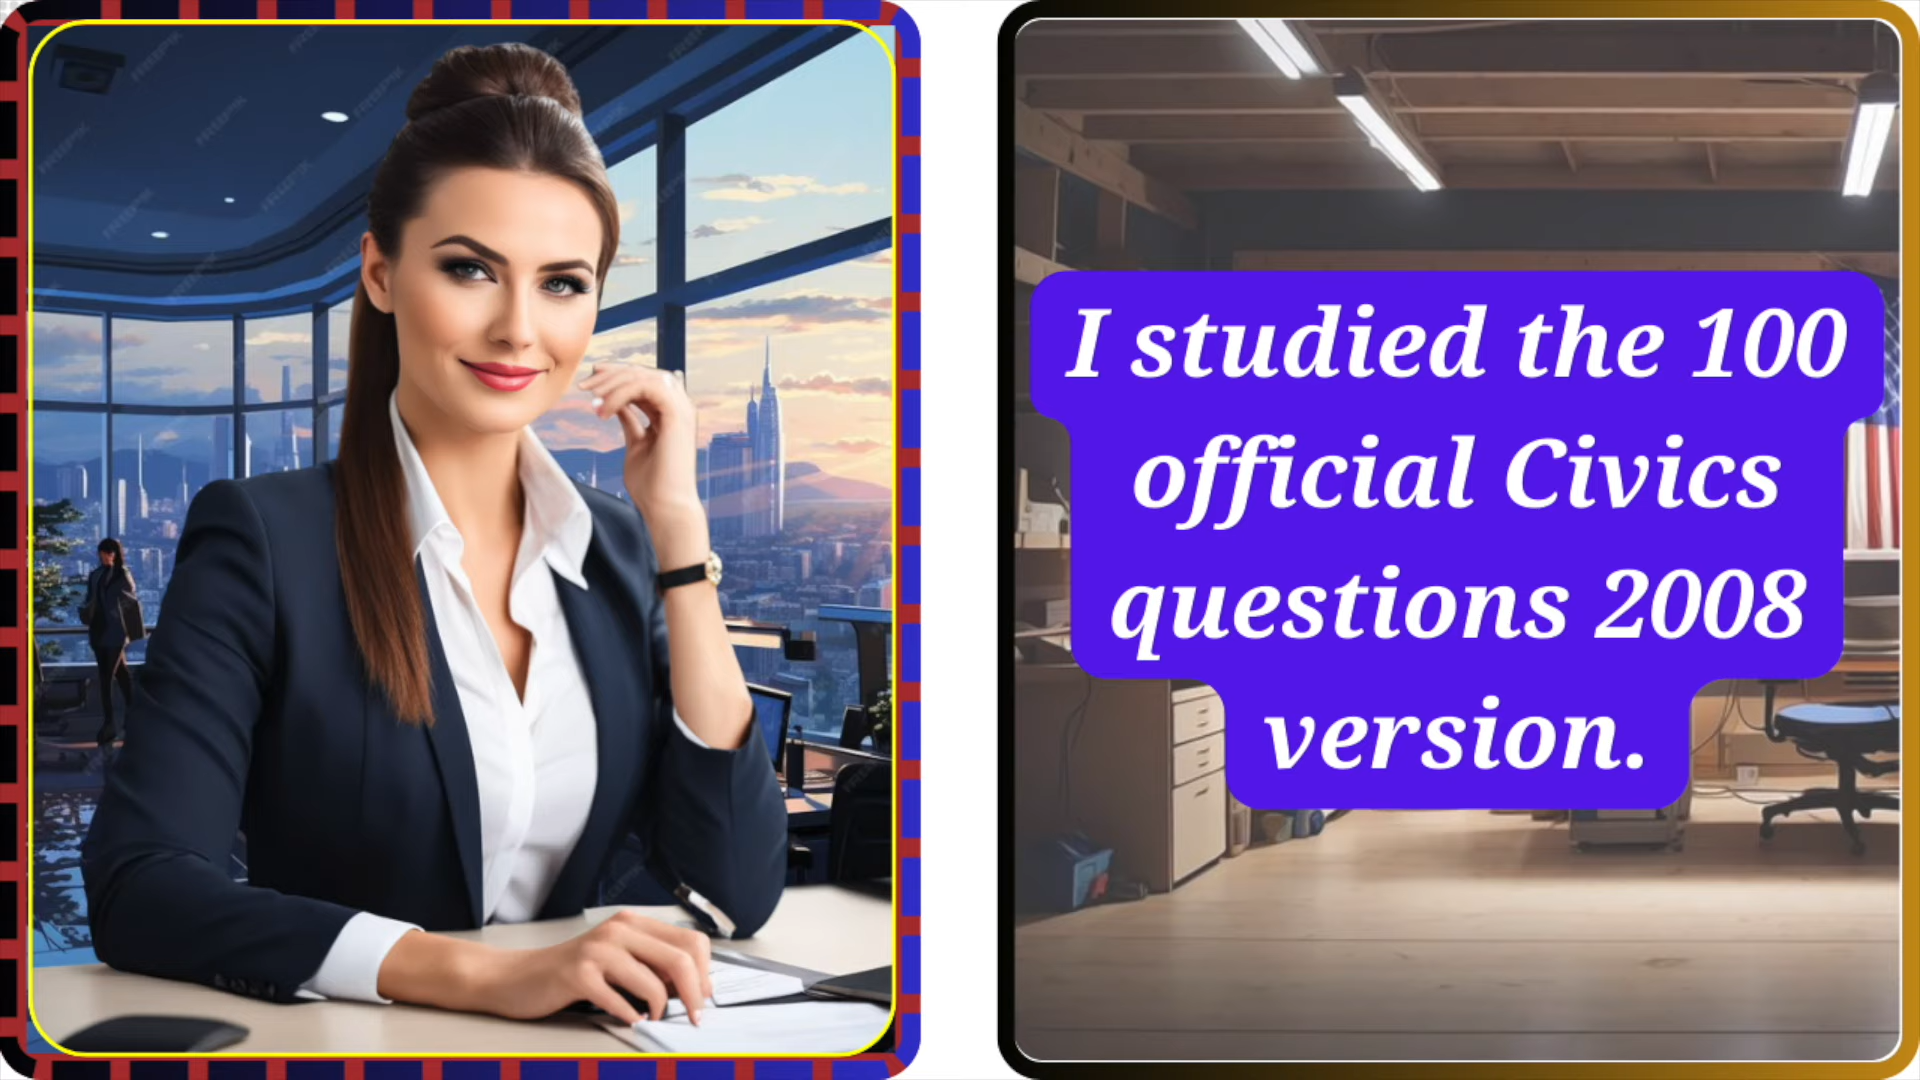 I studied the 100
official Civics
questions 2008
version.